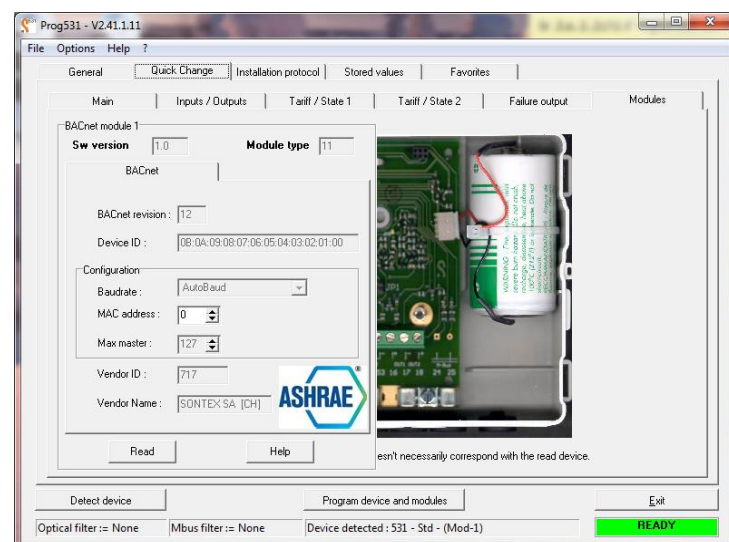 Prog531 - V2.41.1.11
File Options Help ?
General Quick Change Installation protocol Stored values Favorites
Main Inputs / Outputs Tariff / State 1 Tariff / State 2 Failure output Modules
BACnet module 1
Sw version 1.0 Module type 11
BACnet
BACnet revision : 12
Device ID : 0B:0A:09:08:07:06:05:04:03:02:01:00
Configuration
Baudrate : AutoBaud
MAC address : 0
Max master : 127
Vendor ID : 717
Vendor Name : SONTEX SA [CH]
ASHRAE
Read Help
esn't necessarily correspond with the read device.
Detect device Program device and modules Exit
Optical filter := None Mbus filter := None Device detected : 531 - Std - (Mod-1) READY